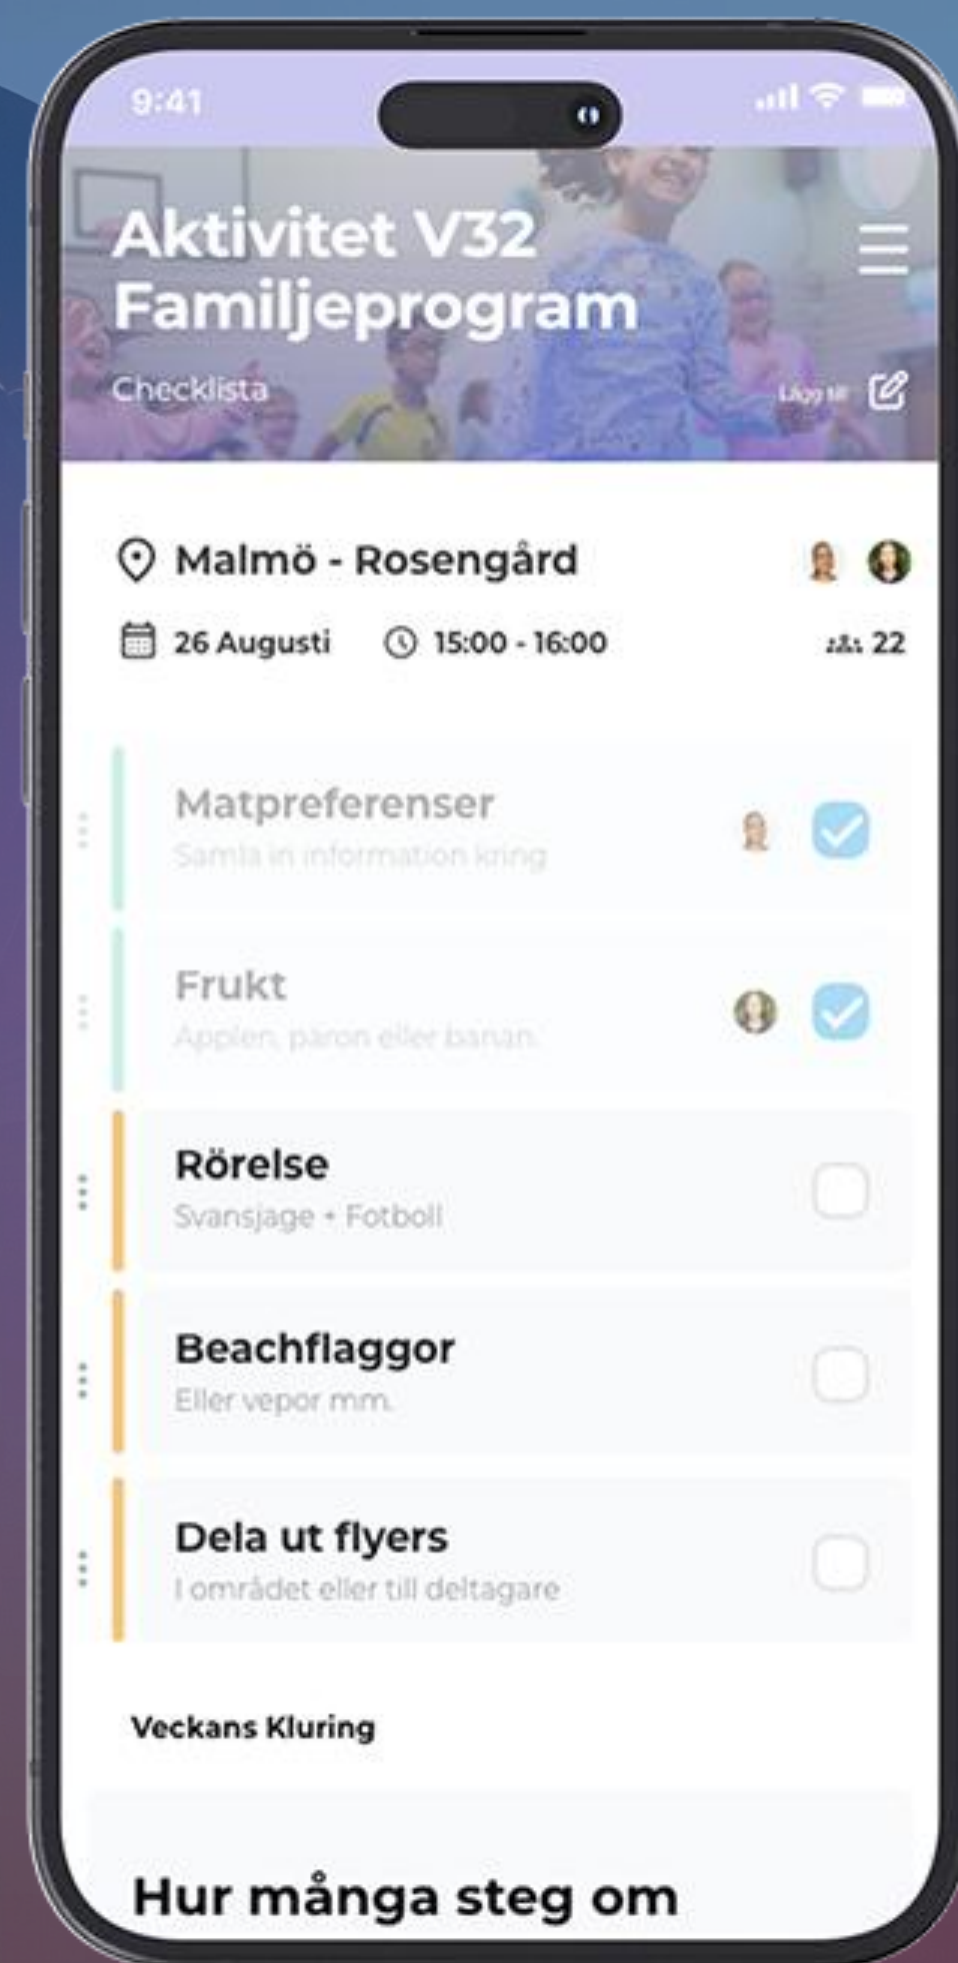 9:41
Aktivitet V32
Familjeprogram
Checklista
Lägg till
Malmö - Rosengård
26 Augusti
15:00 - 16:00
22
Matpreferenser
Samla in information kring
Frukt
Applen, paron eller banan.
Rörelse
Svansjage + Fotboll
Beachflaggor
Eller vepor mm.
Dela ut flyers
I området eller till deltagare
Veckans Kluring
Hur många steg om